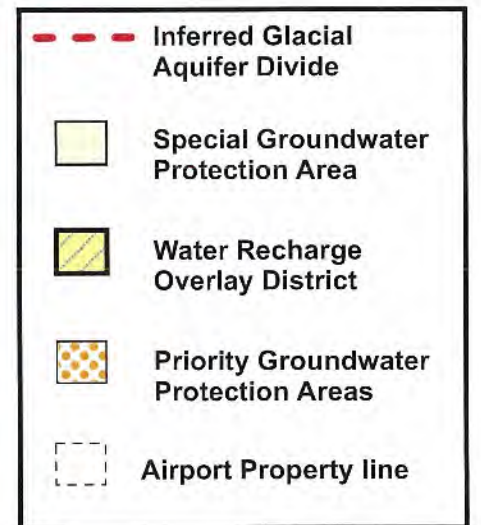 Inferred Glacial
Aquifer Divide
Special Groundwater
Protection Area
Water Recharge
Overlay District
Priority Groundwater
Protection Areas
Airport Property line